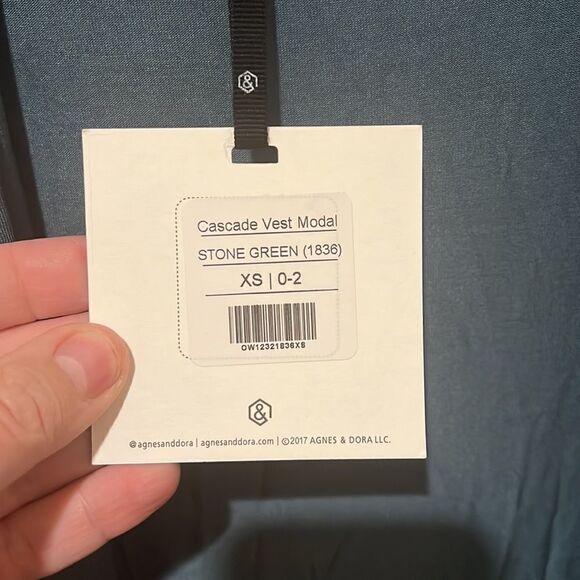 &
Cascade Vest Modal
STONE GREEN (1836)
XS | 0-2
OW12321836XS
&
@agnesanddora | agnesanddora.com | ©2017 AGNES & DORA LLC.